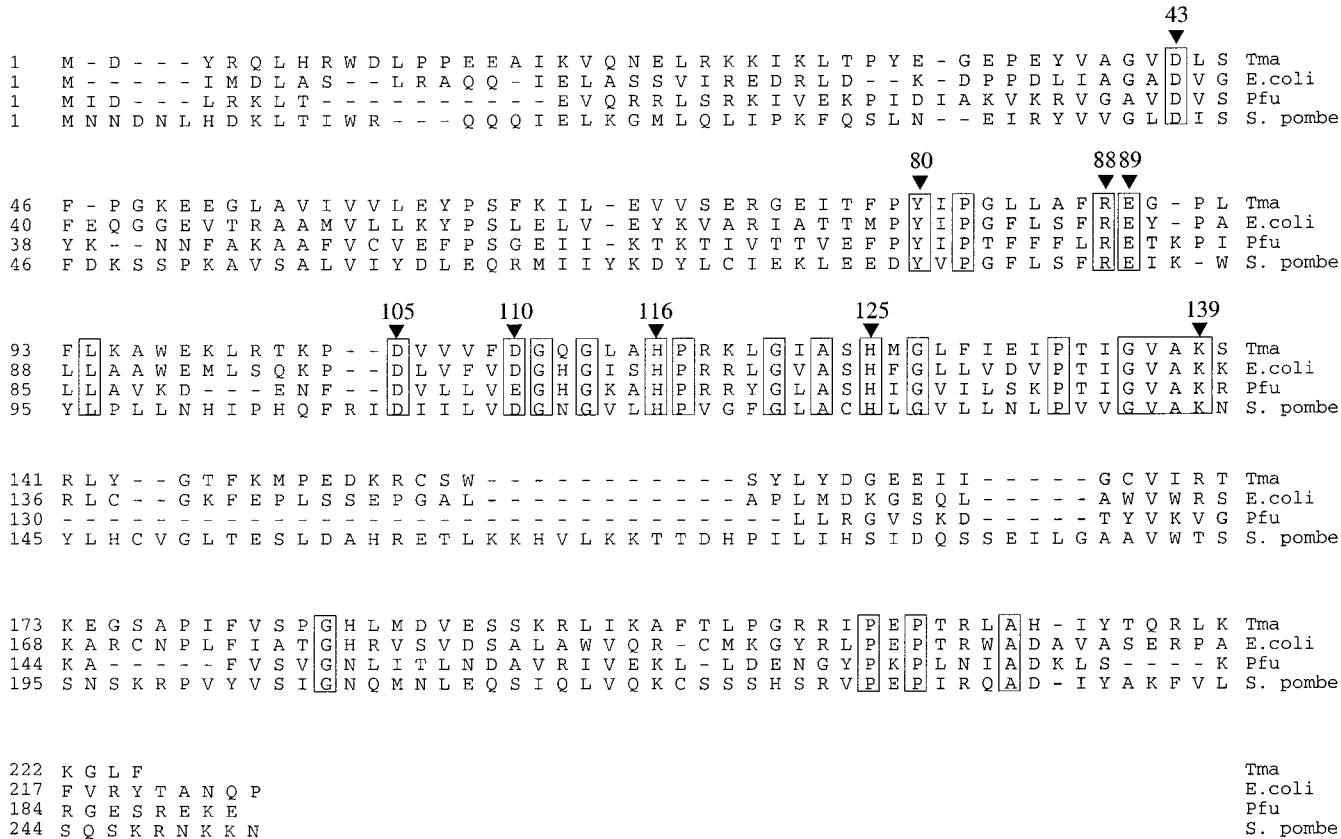 43
1 M - D - - - Y R Q L H R W D L P P E E A I K V Q N E L R K K I K L T P Y E - G E P E Y V A G V D L S Tma
1 M - - - - - I M D L A S - - L R A Q Q - I E L A S S V I R E D R L D - - K - D P P D L I A G A D V G E.coli
1 M I D - - - L R K L T - - - - - - - - - - E V Q R R L S R K I V E K P I D I A K V K R V G A V D V S Pfu
1 M N N D N L H D K L T I W R - - - Q Q Q I E L K G M L Q L I P K F Q S L N - - E I R Y V V G L D I S S. pombe
80 88 89
46 F - P G K E E G L A V I V V L E Y P S F K I L - E V V S E R G E I T F P Y I P G L L A F R E G - P L Tma
40 F E Q G G E V T R A A M V L L K Y P S L E L V - E Y K V A R I A T T M P Y I P G F L S F R E Y - P A E.coli
38 Y K - - N N F A K A A F V C V E F P S G E I I - K T K T I V T T V E F P Y I P T F F F L R E T K P I Pfu
46 F D K S S P K A V S A L V I Y D L E Q R M I I Y K D Y L C I E K L E E D Y V P G F L S F R E I K - W S. pombe
105 110 116 125 139
93 F L K A W E K L R T K P - - D V V V F D G Q G L A H P R K L G I A S H M G L F I E I P T I G V A K S Tma
88 L L A A W E M L S Q K P - - D L V F V D G H G I S H P R R L G V A S H F G L L V D V P T I G V A K K E.coli
85 L L A V K D - - - E N F - - D V L L V E G H G K A H P R R Y G L A S H I G V I L S K P T I G V A K R Pfu
95 Y L P L L N H I P H Q F R I D I I L V D G N G V L H P V G F G L A C H L G V L L N L P V V G V A K N S. pombe
141 R L Y - - G T F K M P E D K R C S W - - - - - - - - - - - S Y L Y D G E E I I - - - - - G C V I R T Tma
136 R L C - - G K F E P L S S E P G A L - - - - - - - - - - - A P L M D K G E Q L - - - - - A W V W R S E.coli
130 - - - - - - - - - - - - - - - - - - - - - - - - - - - - - - - L L R G V S K D - - - - - T Y V K V G Pfu
145 Y L H C V G L T E S L D A H R E T L K K H V L K K T T D H P I L I H S I D Q S S E I L G A A V W T S S. pombe
173 K E G S A P I F V S P G H L M D V E S S K R L I K A F T L P G R R I P E P T R L A H - I Y T Q R L K Tma
168 K A R C N P L F I A T G H R V S V D S A L A W V Q R - C M K G Y R L P E P T R W A D A V A S E R P A E.coli
144 K A - - - - - F V S V G N L I T L N D A V R I V E K L - L D E N G Y P K P L N I A D K L S - - - - K Pfu
195 S N S K R P V Y V S I G N Q M N L E Q S I Q L V Q K C S S S H S R V P E P I R Q A D - I Y A K F V L S. pombe
222 K G L F Tma
217 F V R Y T A N Q P E.coli
184 R G E S R E K E Pfu
244 S Q S K R N K K N S. pombe